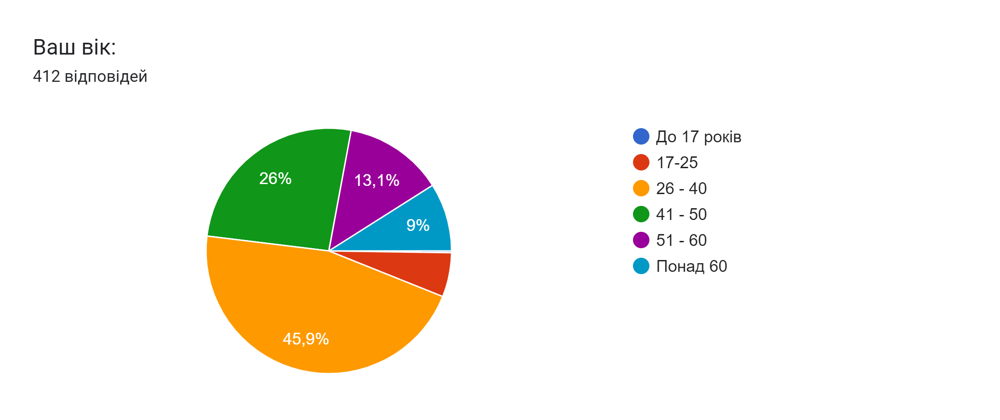 Ваш вік:
412 відповідей
26%
13,1%
9%
45,9%
До 17 років
17-25
26 - 40
41 - 50
51 - 60
Понад 60